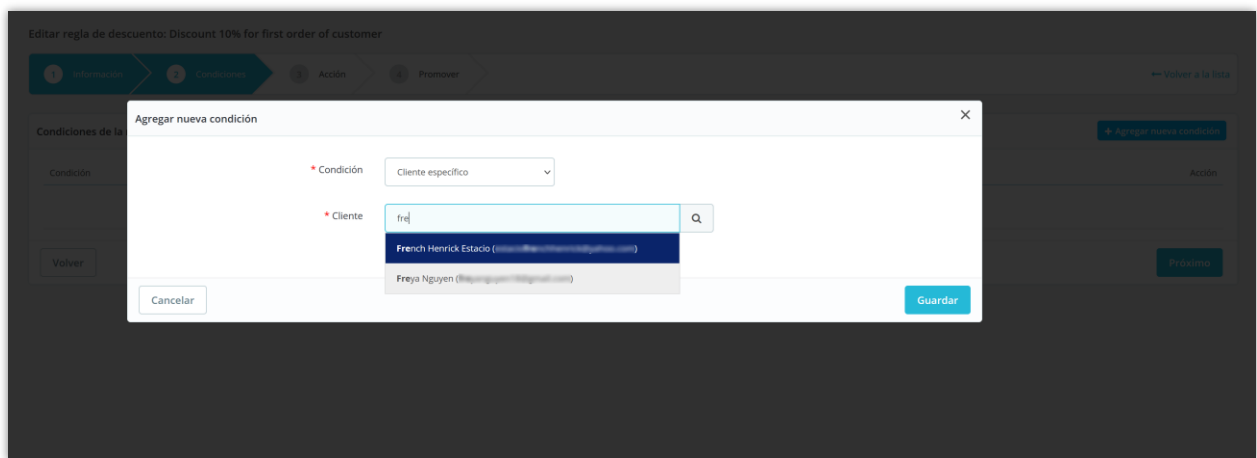 Editar regla de descuento: Discount 10% for first order of customer
1 Información 2 Condiciones 3 Acción 4 Promover
Volver a la lista
Agregar nueva condición
Condiciones de la
+ Agregar nueva condición
Condición
Acción
* Condición
Cliente específico
* Cliente
fre
French Henrick Estacio (
Freya Nguyen (
Volver
Próximo
Cancelar
Guardar